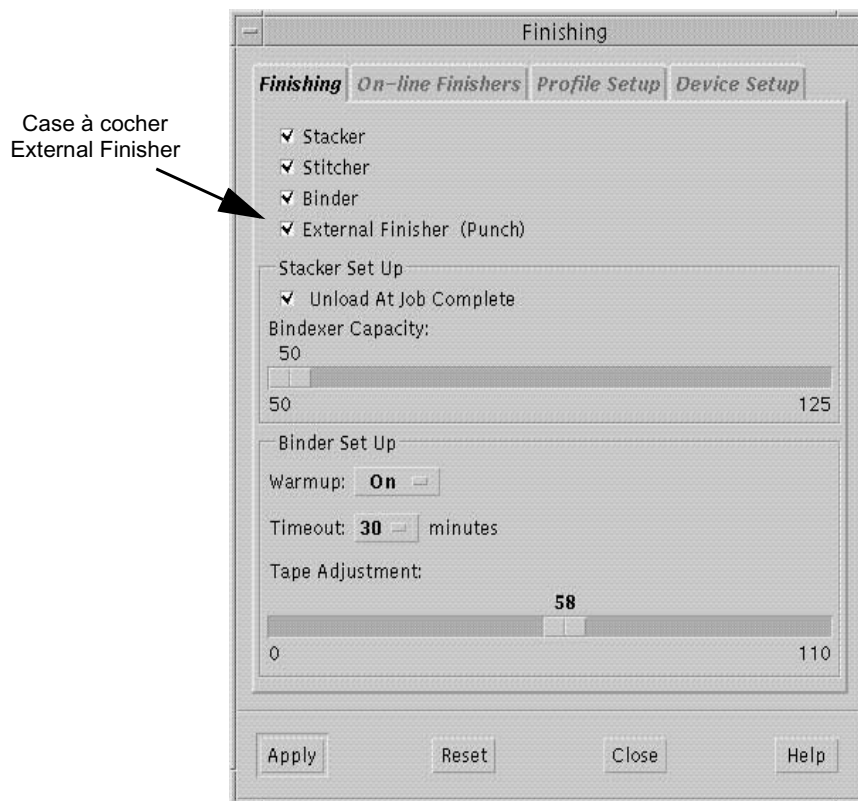 Finishing
Finishing On-line Finishers Profile Setup Device Setup
Case à cocher
External Finisher
Stacker
Stitcher
Binder
External Finisher (Punch)
Stacker Set Up
Unload At Job Complete
Bindexer Capacity:
50
50 125
Binder Set Up
Warmup: On
Timeout: 30 minutes
Tape Adjustment:
58
0 110
Apply Reset Close Help